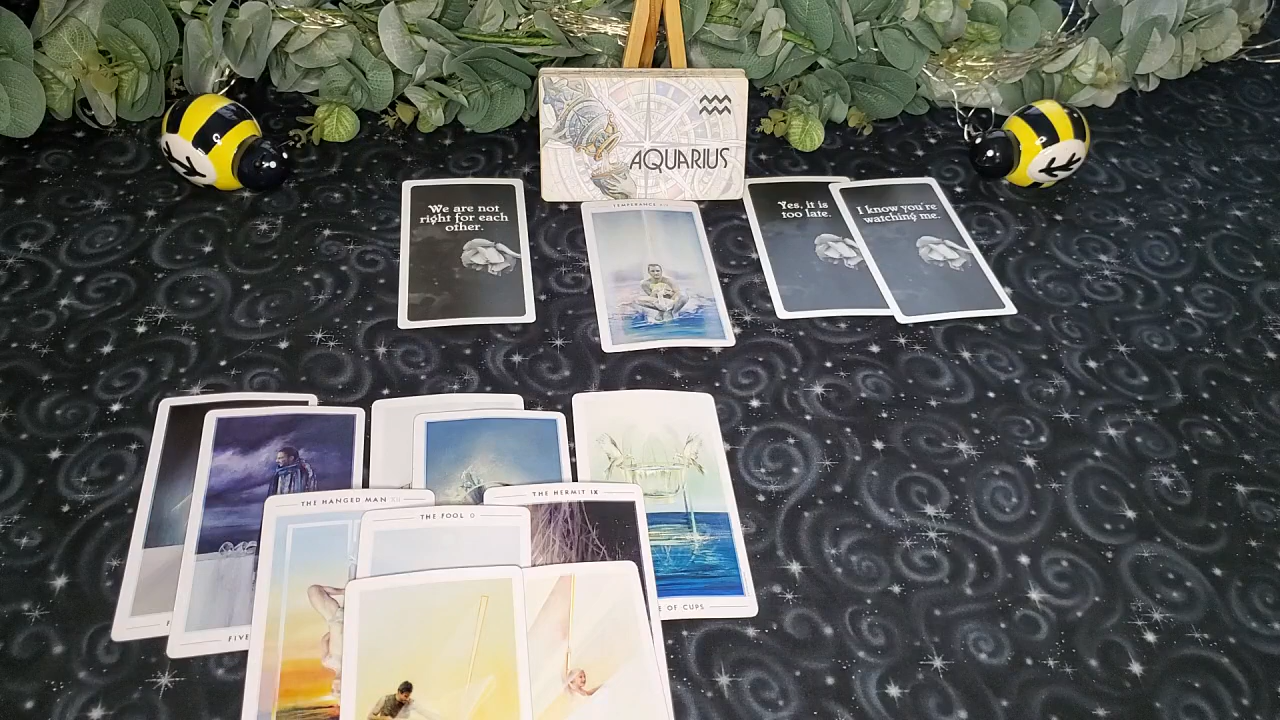 AQUARIUS
We are not
right for each
other.
TEMPERANCE XIV
Yes, it is
too late.
I know you're
watching me.
THE HANGED MAN XII
THE FOOL 0
THE HERMIT IX
FIVE
OF CUPS